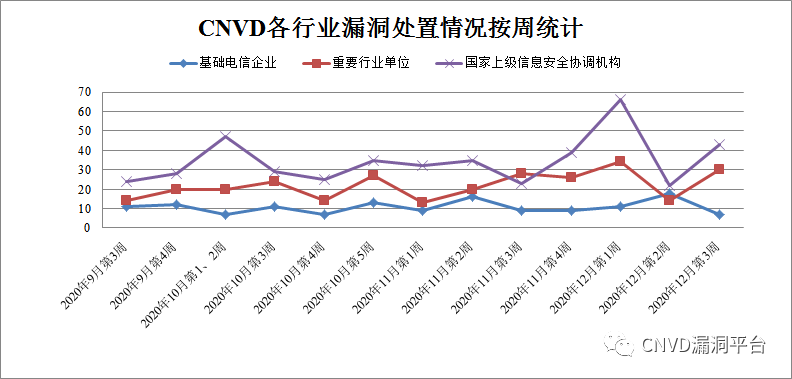 CNVD各行业漏洞处置情况按周统计
基础电信企业 重要行业单位 国家上级信息安全协调机构
70
60
50
40
30
20
10
0
2020年9月第3周
2020年9月第4周
2020年10月第1、2周
2020年10月第3周
2020年10月第4周
2020年10月第5周
2020年11月第1周
2020年11月第2周
2020年11月第3周
2020年11月第4周
2020年12月第1周
2020年12月第2周
2020年12月第3周
CNVD漏洞平台